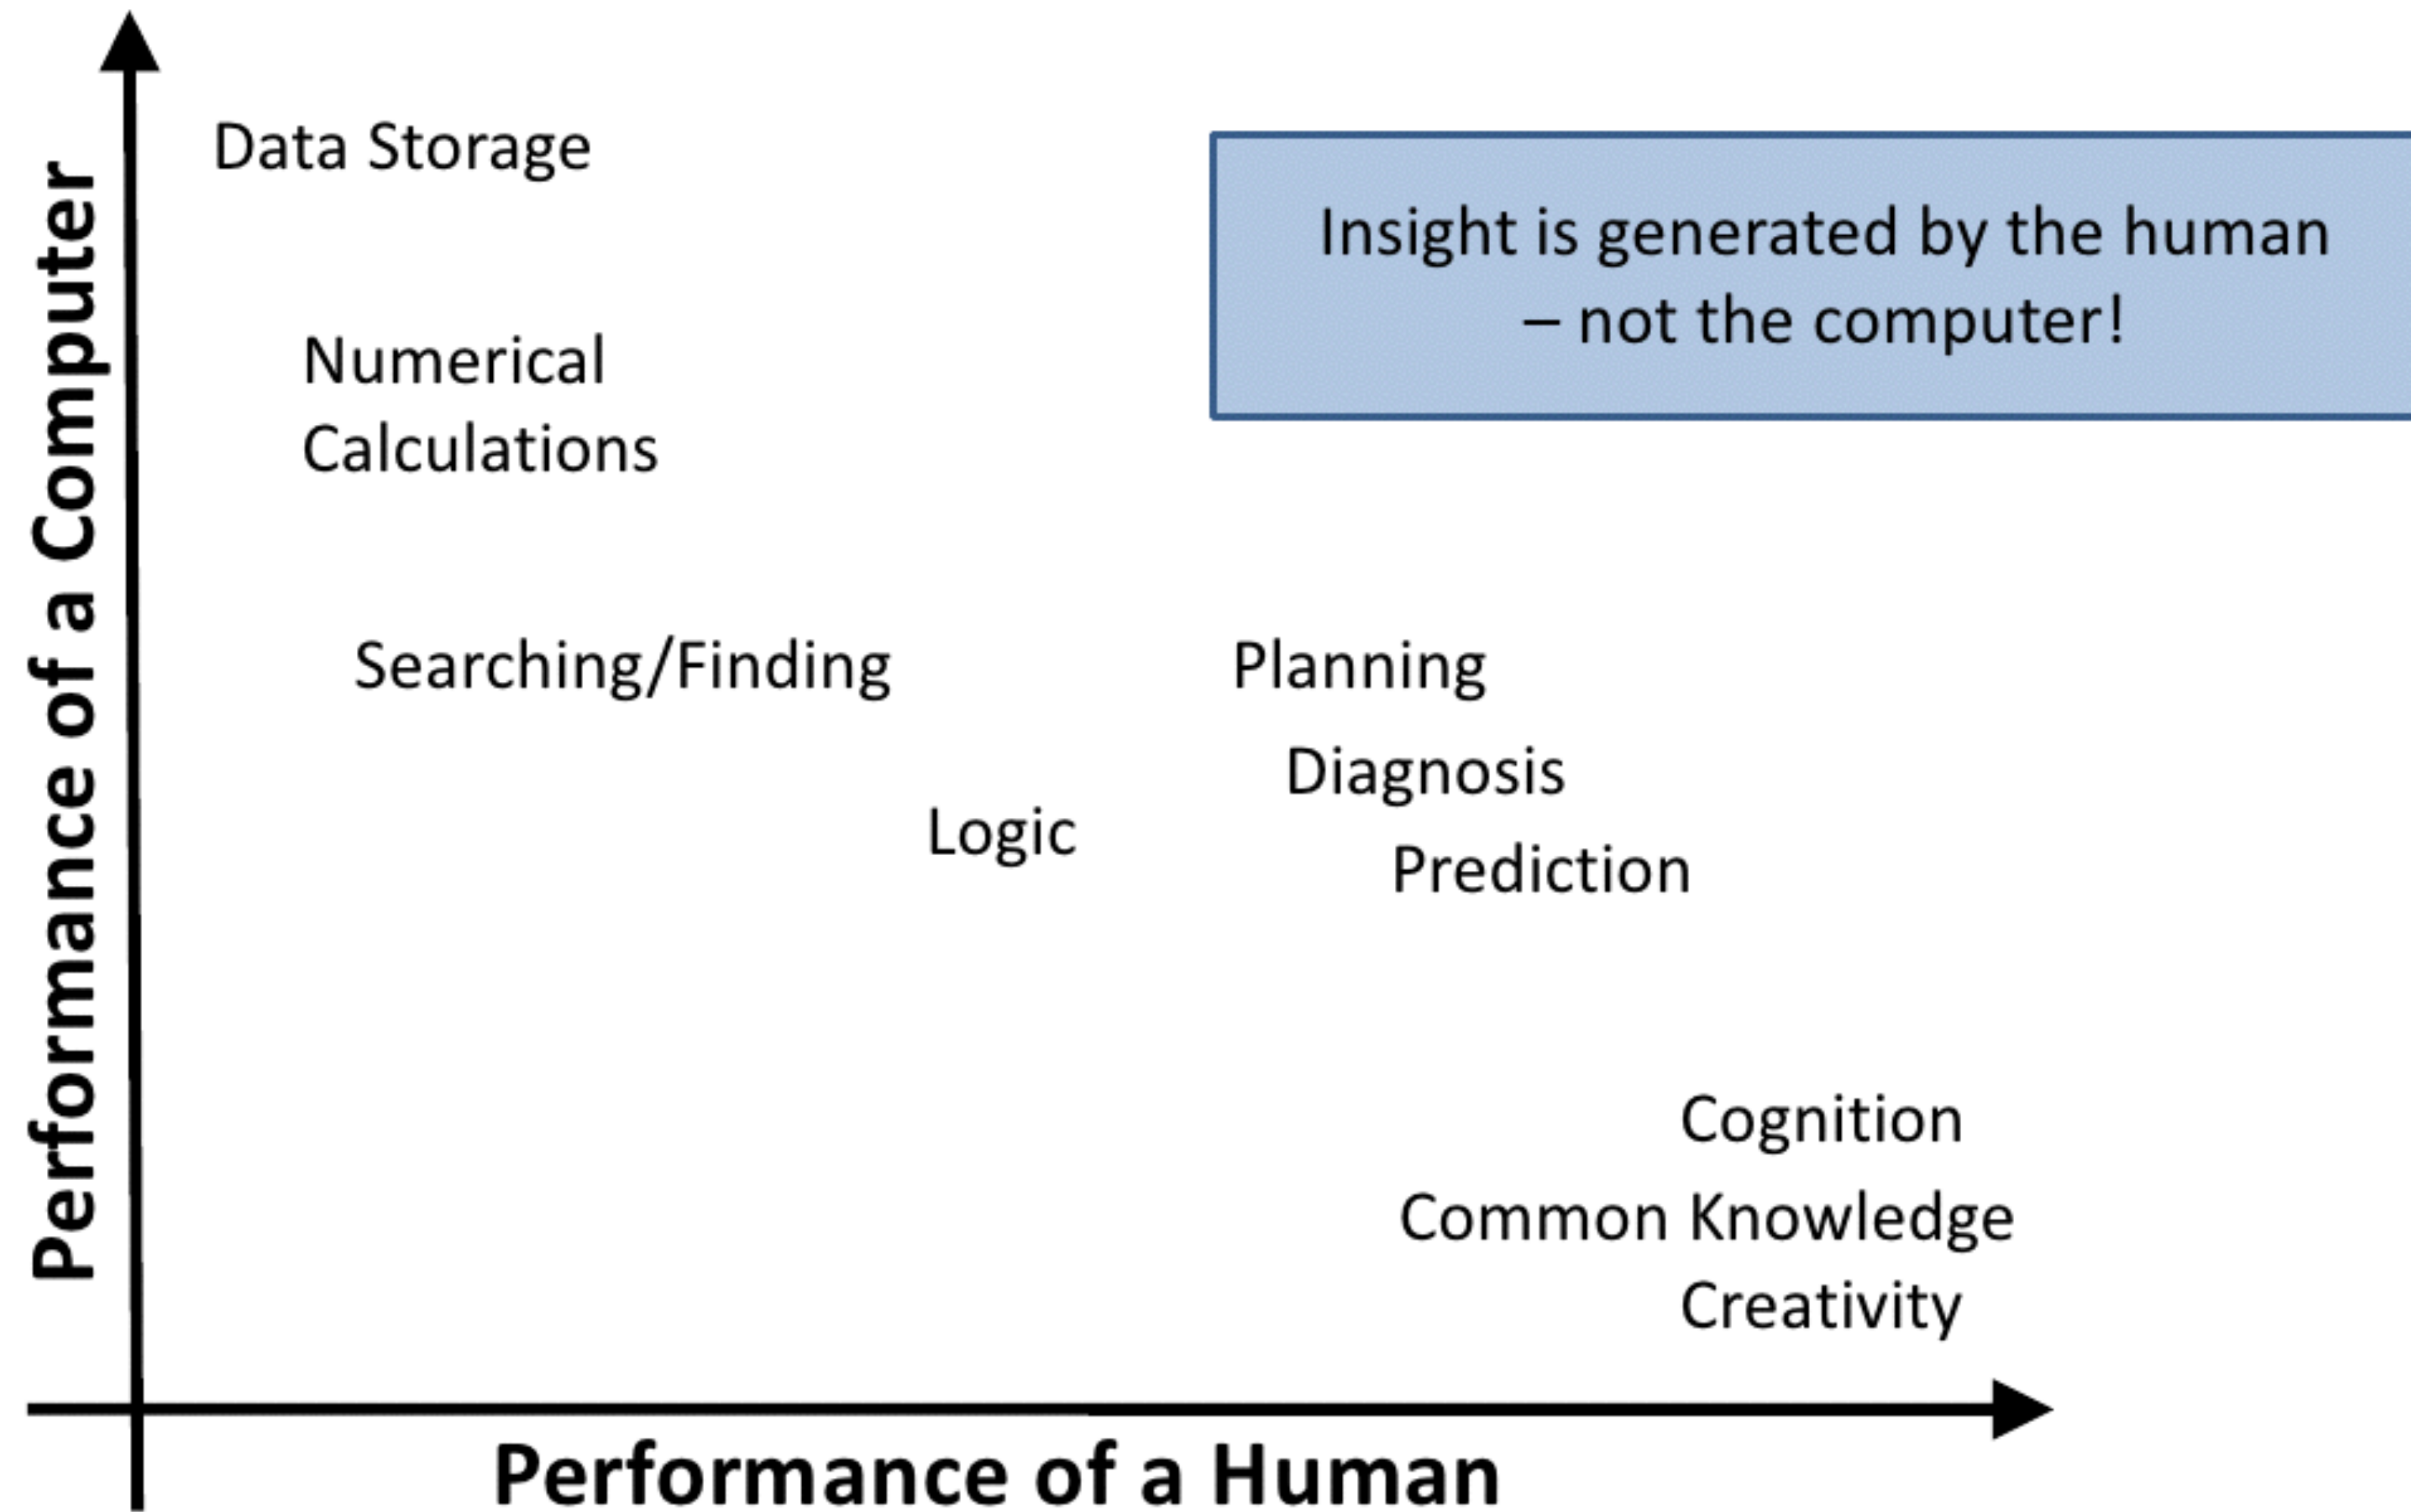 Performance of a Computer
Data Storage
Insight is generated by the human
– not the computer!
Numerical
Calculations
Searching/Finding
Planning
Diagnosis
Logic
Prediction
Cognition
Common Knowledge
Creativity
Performance of a Human